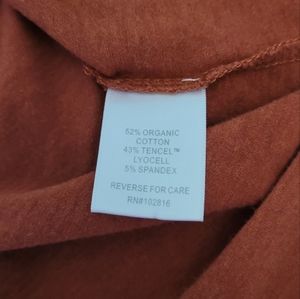 52% ORGANIC
COTTON
43% TENCEL™
LYOCELL
5% SPANDEX
REVERSE FOR CARE
RN#102816